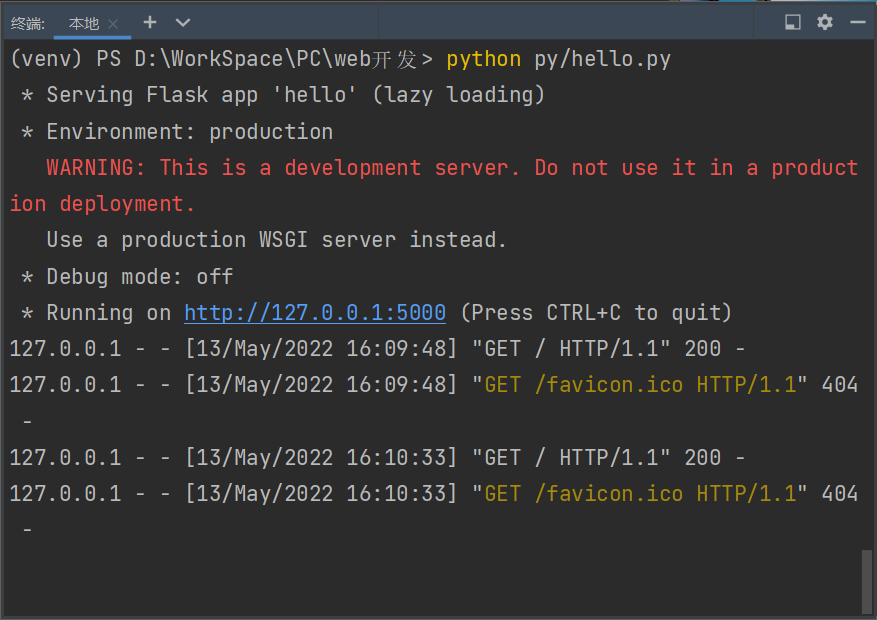 终端: 本地
(venv) PS D:\WorkSpace\PC\web开发> python py/hello.py
* Serving Flask app 'hello' (lazy loading)
* Environment: production
WARNING: This is a development server. Do not use it in a product
ion deployment.
Use a production WSGI server instead.
* Debug mode: off
* Running on http://127.0.0.1:5000 (Press CTRL+C to quit)
127.0.0.1 - - [13/May/2022 16:09:48] "GET / HTTP/1.1" 200 -
127.0.0.1 - - [13/May/2022 16:09:48] "GET /favicon.ico HTTP/1.1" 404
-
127.0.0.1 - - [13/May/2022 16:10:33] "GET / HTTP/1.1" 200 -
127.0.0.1 - - [13/May/2022 16:10:33] "GET /favicon.ico HTTP/1.1" 404
-